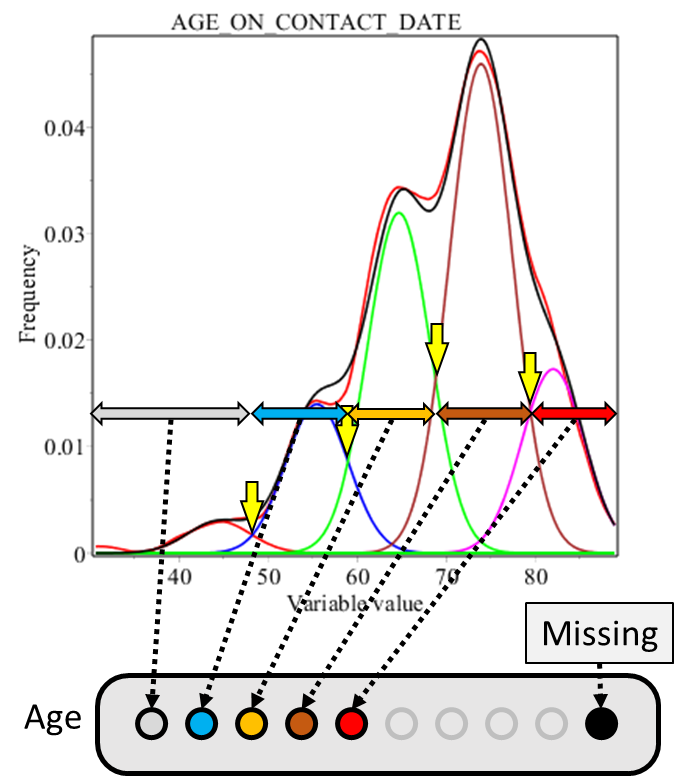 AGE_ON_CONTACT_DATE
Frequency
0.04
0.03
0.02
0.01
0
40 50 60 70 80
Variable value
Missing
Age